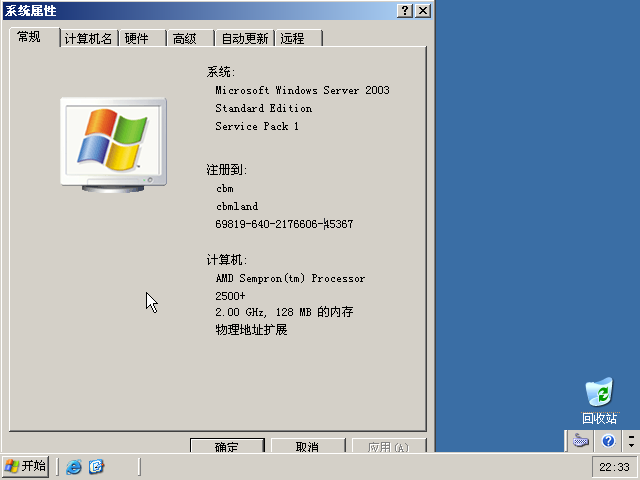 系统属性
常规 计算机名 硬件 高级 自动更新 远程
系统:
Microsoft Windows Server 2003
Standard Edition
Service Pack 1
注册到:
cbm
cbmland
69819-640-2176606-45367
计算机:
AMD Sempron(tm) Processor
2500+
2.00 GHz, 128 MB 的内存
物理地址扩展
确定 取消 应用(A)
回收站
开始
22:33